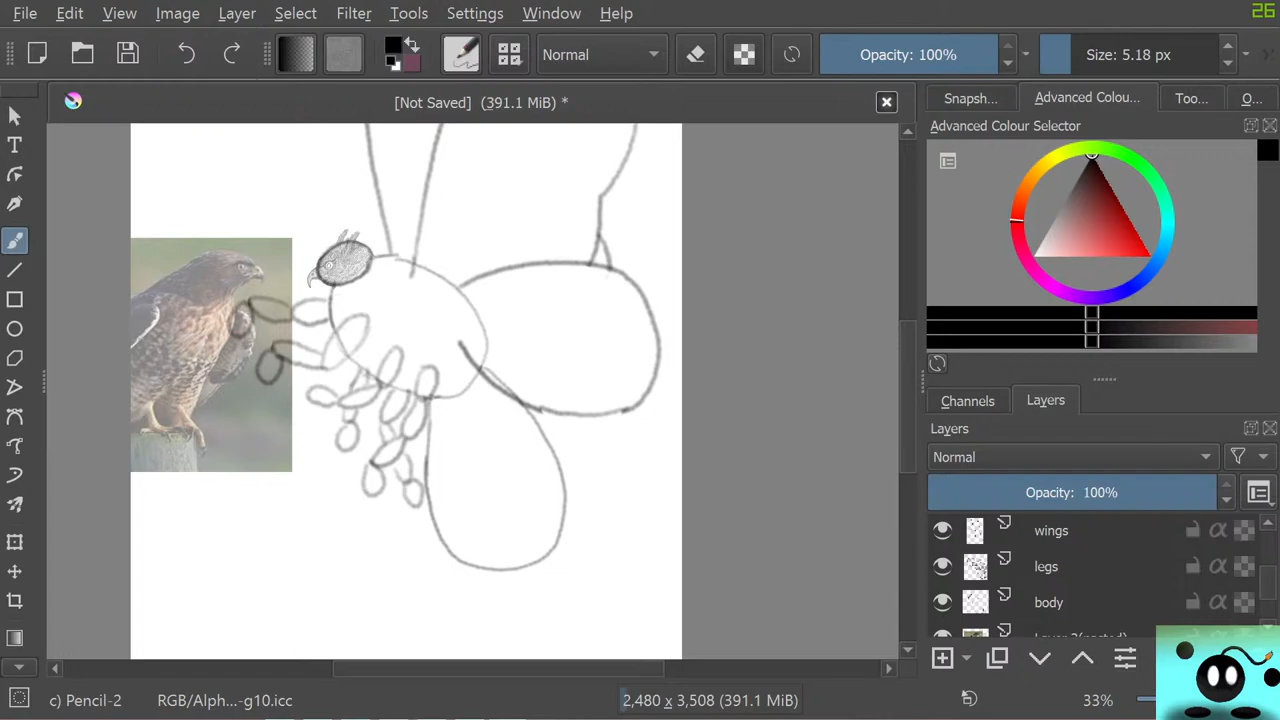 File Edit View Image Layer Select Filter Tools Settings Window Help
26
Normal
Opacity: 100%
Size: 5.18 px
[Not Saved] (391.1 MiB) *
Snapsh... Advanced Colou... Too... O...
Advanced Colour Selector
Channels Layers
Layers
Normal
Opacity: 100%
wings
legs
body
c) Pencil-2 RGB/Alph...-g10.icc 2,480 x 3,508 (391.1 MiB) 33%